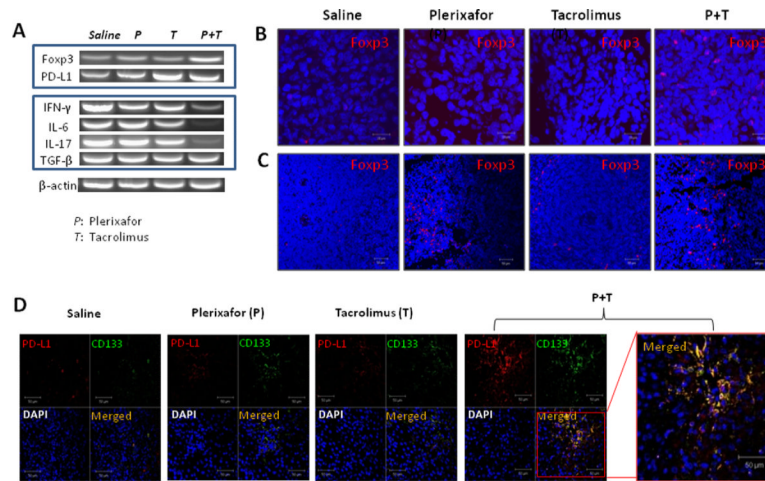 A
Saline P T P+T
Foxp3
PD-L1
IFN-γ
IL-6
IL-17
TGF-β
β-actin
P: Plerixafor
T: Tacrolimus
Saline Plerixafor Tacrolimus P+T
B
Foxp3 Foxp3 Foxp3 Foxp3
C
Foxp3 Foxp3 Foxp3 Foxp3
D
Saline Plerixafor (P) Tacrolimus (T) P+T
PD-L1 CD133 PD-L1 CD133 PD-L1 CD133 PD-L1 CD133 Merged
DAPI Merged DAPI Merged DAPI Merged DAPI Merged
50 μm